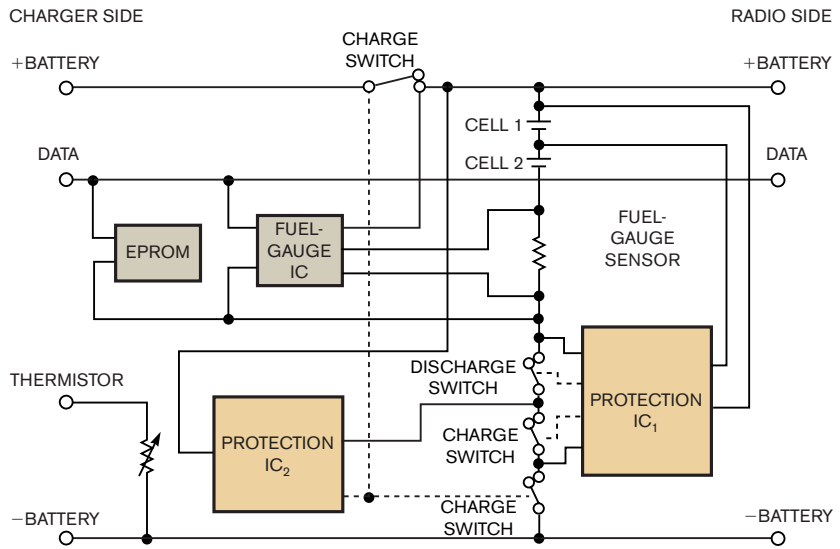 CHARGER SIDE
RADIO SIDE
CHARGE
SWITCH
+BATTERY
+BATTERY
CELL 1
DATA
CELL 2
DATA
EPROM
FUEL-
GAUGE
IC
FUEL-
GAUGE
SENSOR
THERMISTOR
DISCHARGE
SWITCH
PROTECTION
IC1
PROTECTION
IC2
CHARGE
SWITCH
−BATTERY
CHARGE
SWITCH
−BATTERY